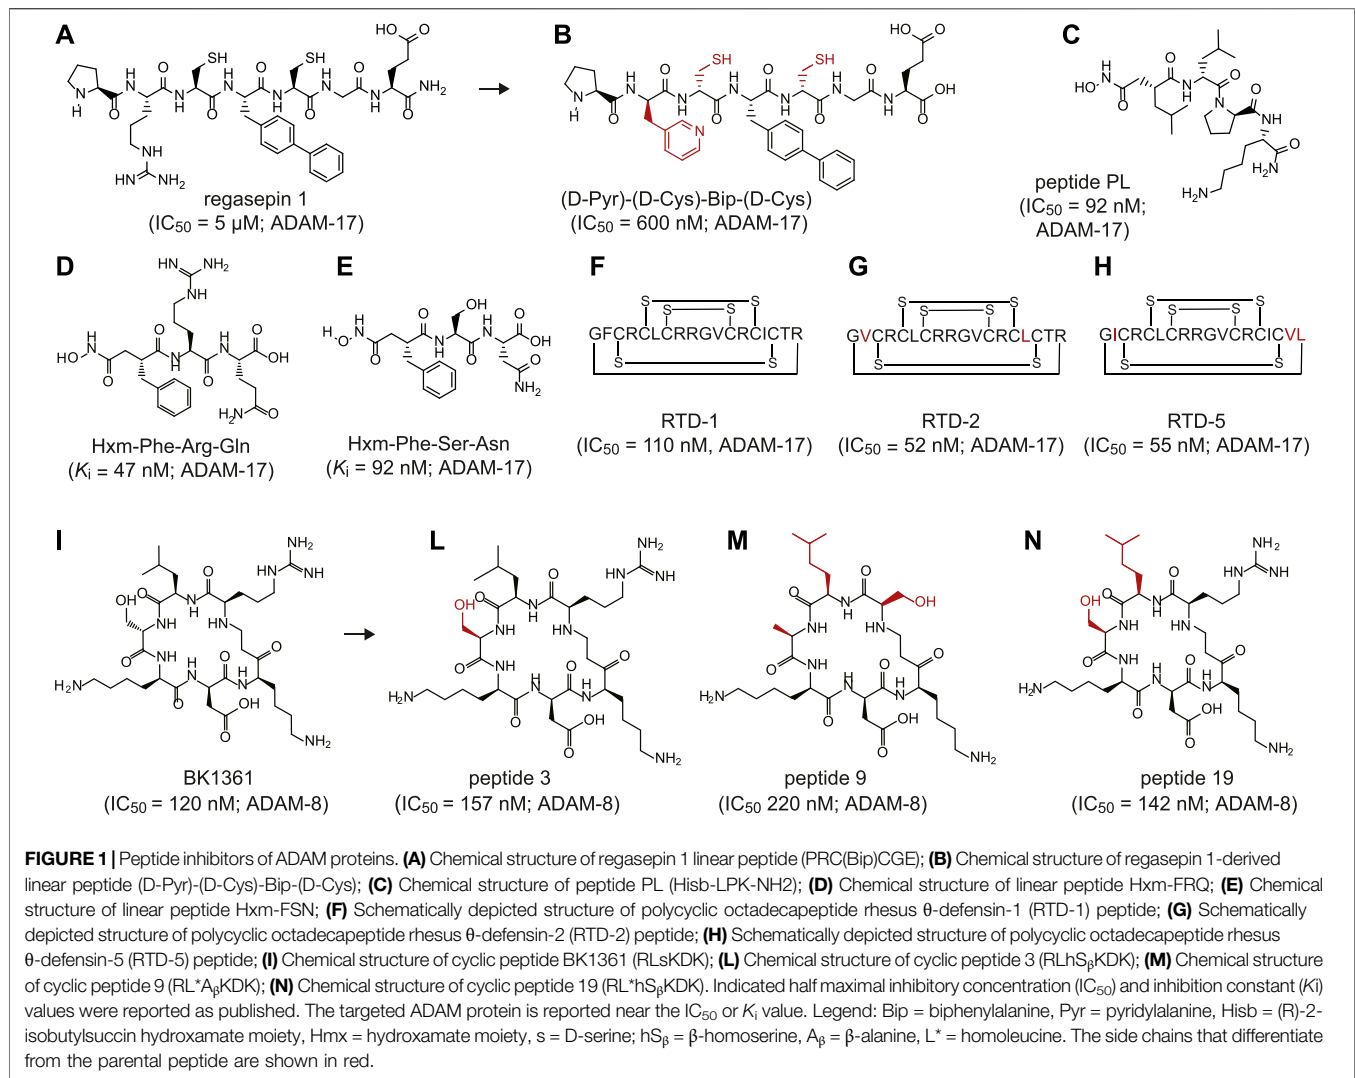 A
B
C
regasepin 1
(IC50 = 5 µM; ADAM-17)
(D-Pyr)-(D-Cys)-Bip-(D-Cys)
(IC50 = 600 nM; ADAM-17)
peptide PL
(IC50 = 92 nM;
ADAM-17)
D
E
F
G
H
Hxm-Phe-Arg-Gln
(Ki = 47 nM; ADAM-17)
Hxm-Phe-Ser-Asn
(Ki = 92 nM; ADAM-17)
GFCRCLCRRGVCRCICTR
RTD-1
(IC50 = 110 nM, ADAM-17)
GVCRCLCRRGVCRCLCTR
RTD-2
(IC50 = 52 nM; ADAM-17)
GICRCLCRRGVCRCICVL
RTD-5
(IC50 = 55 nM; ADAM-17)
I
L
M
N
BK1361
(IC50 = 120 nM; ADAM-8)
peptide 3
(IC50 = 157 nM; ADAM-8)
peptide 9
(IC50 220 nM; ADAM-8)
peptide 19
(IC50 = 142 nM; ADAM-8)
FIGURE 1 | Peptide inhibitors of ADAM proteins. (A) Chemical structure of regasepin 1 linear peptide (PRC(Bip)CGE); (B) Chemical structure of regasepin 1-derived
linear peptide (D-Pyr)-(D-Cys)-Bip-(D-Cys); (C) Chemical structure of peptide PL (Hisb-LPK-NH2); (D) Chemical structure of linear peptide Hxm-FRQ; (E) Chemical
structure of linear peptide Hxm-FSN; (F) Schematically depicted structure of polycyclic octadecapeptide rhesus θ-defensin-1 (RTD-1) peptide; (G) Schematically
depicted structure of polycyclic octadecapeptide rhesus θ-defensin-2 (RTD-2) peptide; (H) Schematically depicted structure of polycyclic octadecapeptide rhesus
θ-defensin-5 (RTD-5) peptide; (I) Chemical structure of cyclic peptide BK1361 (RLsKDK); (L) Chemical structure of cyclic peptide 3 (RLhSβKDK); (M) Chemical structure
of cyclic peptide 9 (RL*AβKDK); (N) Chemical structure of cyclic peptide 19 (RL*hSβKDK). Indicated half maximal inhibitory concentration (IC50) and inhibition constant (Ki)
values were reported as published. The targeted ADAM protein is reported near the IC50 or Ki value. Legend: Bip = biphenylalanine, Pyr = pyridylalanine, Hisb = (R)-2-
isobutylsuccin hydroxamate moiety, Hmx = hydroxamate moiety, s = D-serine; hSβ = β-homoserine, Aβ = β-alanine, L* = homoleucine. The side chains that differentiate
from the parental peptide are shown in red.